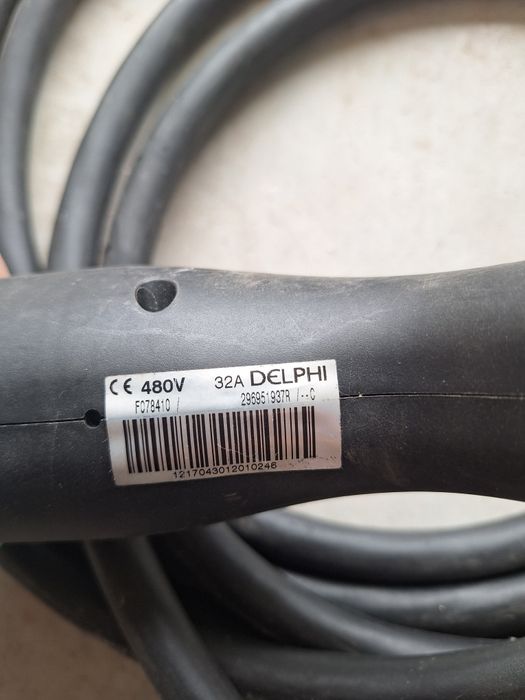 CE 480V 32A DELPHI
FC78410 / 296951937R /--C
1217043012010246